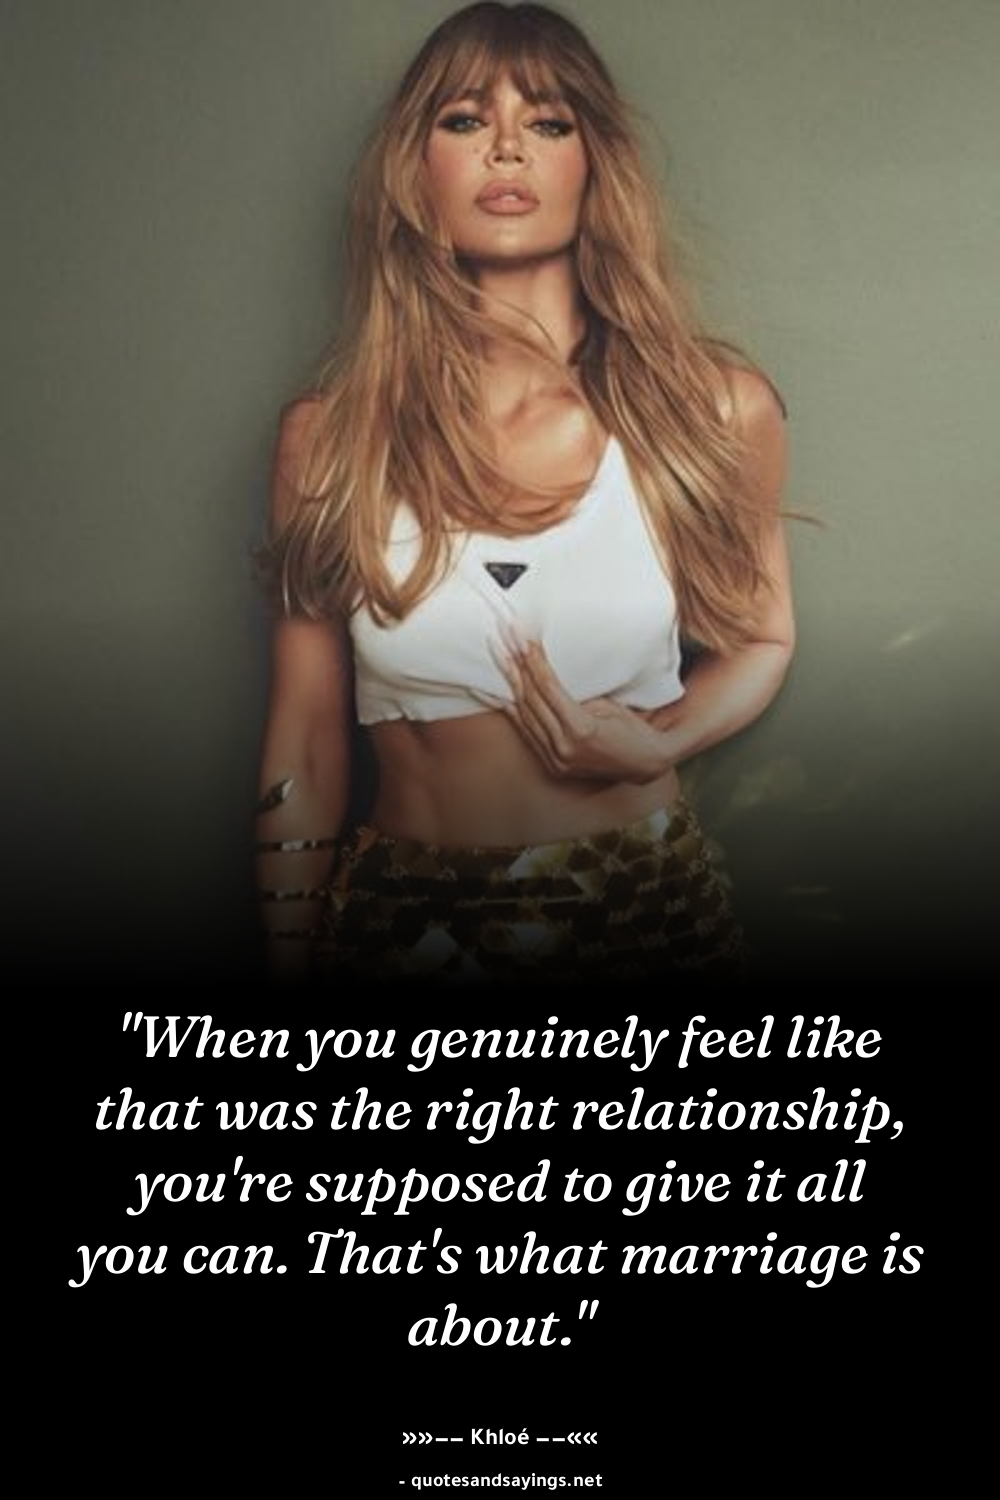 "When you genuinely feel like
that was the right relationship,
you're supposed to give it all
you can. That's what marriage is
about."
»»−− Khloé −−««
- quotesandsayings.net